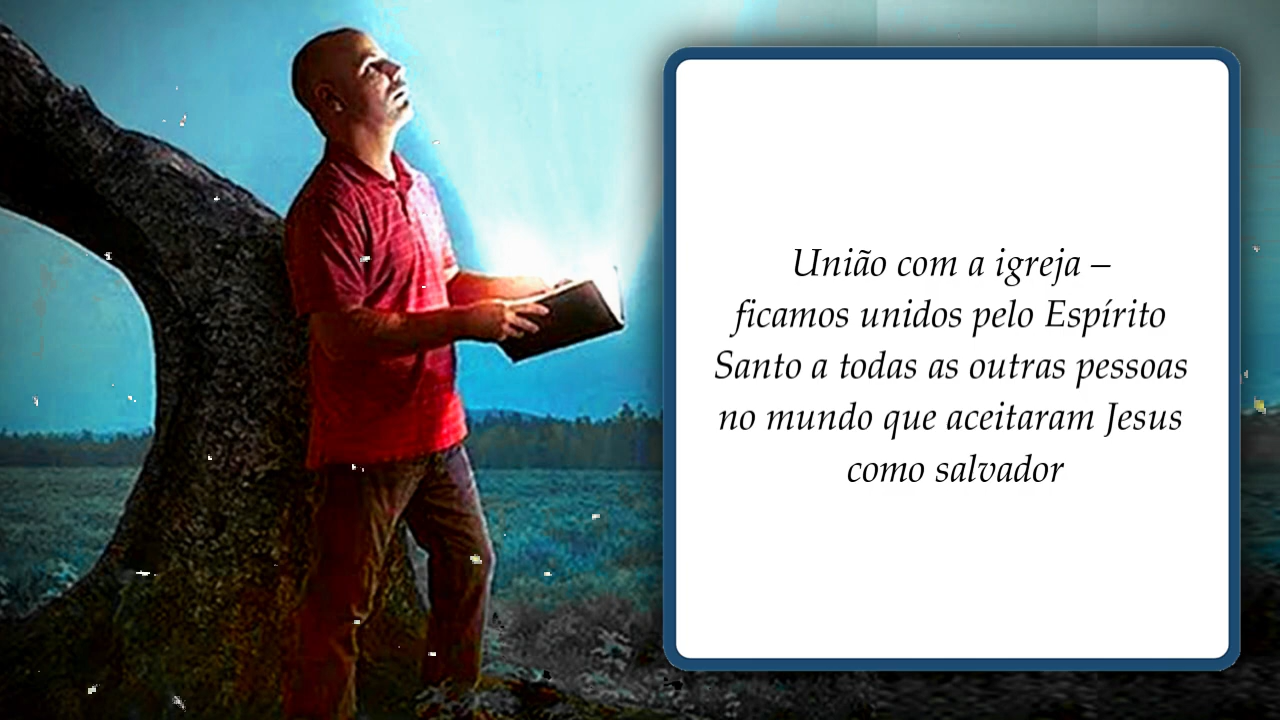 União com a igreja –
ficamos unidos pelo Espírito
Santo a todas as outras pessoas
no mundo que aceitaram Jesus
como salvador